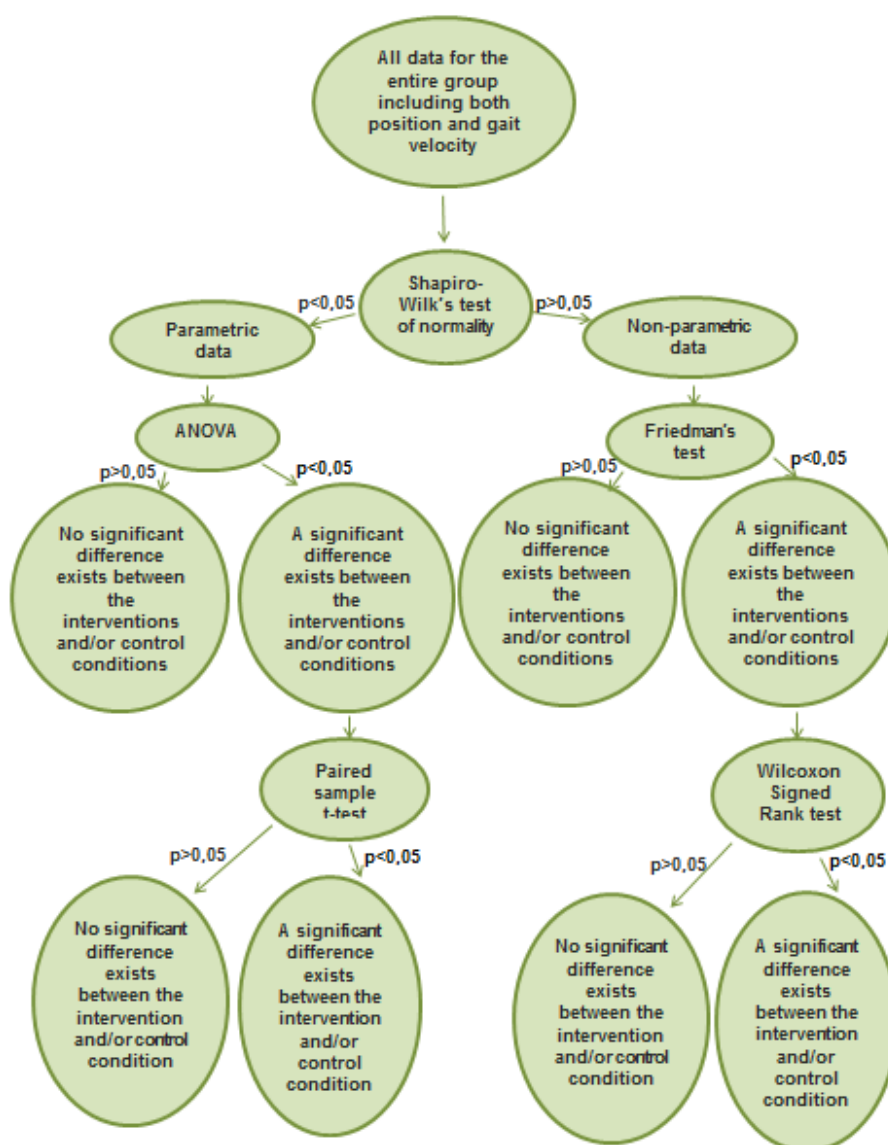 All data for the
entire group
including both
position and gait
velocity
Shapiro-
Wilk's test
of normality
p<0,05
p>0,05
Parametric
data
Non-parametric
data
ANOVA
Friedman's
test
p>0,05
p<0,05
p>0,05
p<0,05
No significant
difference
exists between
the
interventions
and/or control
conditions
A significant
difference
exists between
the
interventions
and/or control
conditions
No significant
difference
exists between
the
interventions
and/or control
conditions
A significant
difference
exists between
the
interventions
and/or control
conditions
Paired
sample
t-test
Wilcoxon
Signed
Rank test
p>0,05
p<0,05
p>0,05
p<0,05
No significant
difference
exists
between the
intervention
and/or control
condition
A significant
difference
exists
between the
intervention
and/or
control
condition
No significant
difference
exists
between the
intervention
and/or control
condition
A significant
difference
exists
between the
intervention
and/or
control
condition